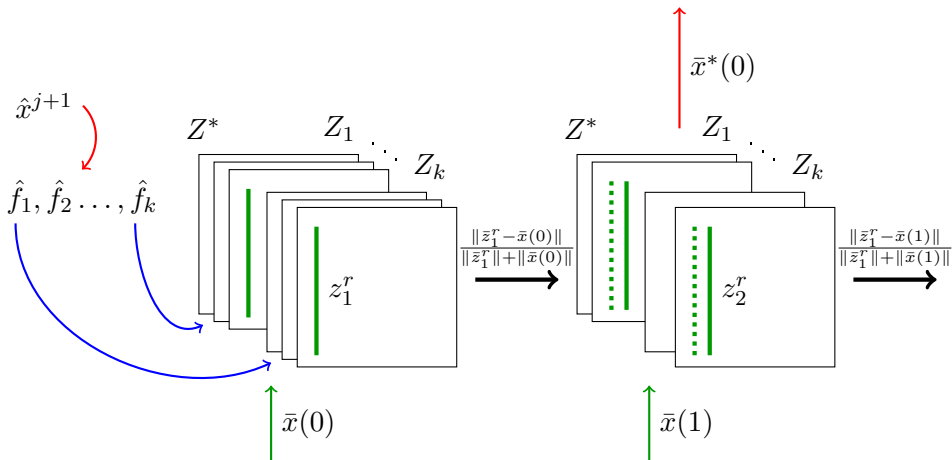 x̄*(0)
x̂^{j+1}
Z* Z_1 ⋱ Z_k
Z* Z_1 ⋱ Z_k
f̂_1, f̂_2 ..., f̂_k
z_1^r
‖z̄_1^r−x̄(0)‖ / ‖z̄_1^r‖+‖x̄(0)‖
z_2^r
‖z̄_1^r−x̄(1)‖ / ‖z̄_1^r‖+‖x̄(1)‖
x̄(0)
x̄(1)